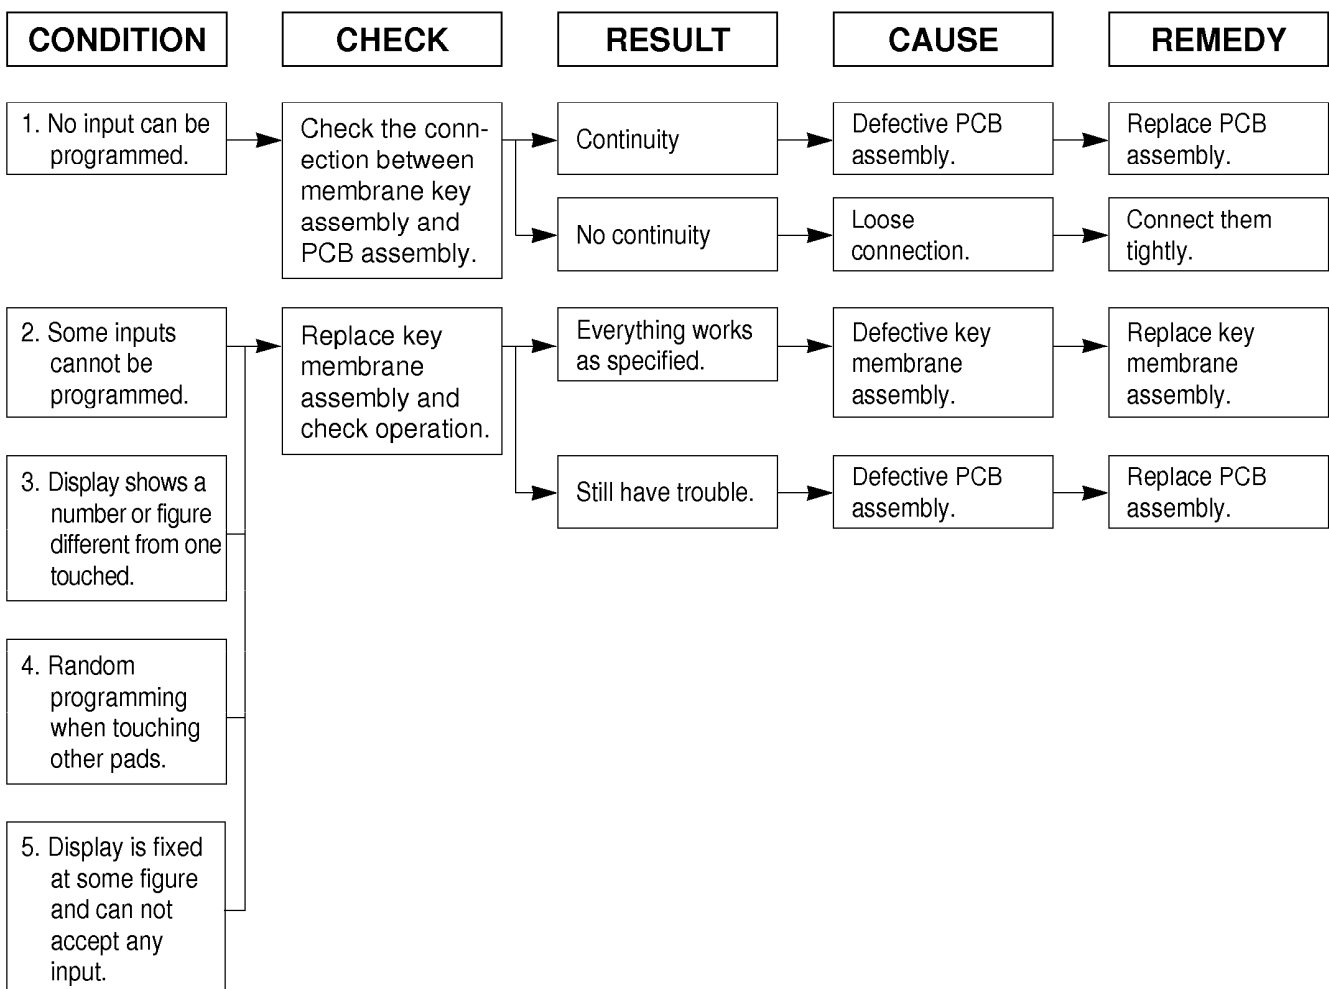 CONDITION
CHECK
RESULT
CAUSE
REMEDY
1. No input can be
programmed.
Check the conn-
ection between
membrane key
assembly and
PCB assembly.
Continuity
Defective PCB
assembly.
Replace PCB
assembly.
No continuity
Loose
connection.
Connect them
tightly.
2. Some inputs
cannot be
programmed.
Replace key
membrane
assembly and
check operation.
Everything works
as specified.
Defective key
membrane
assembly.
Replace key
membrane
assembly.
3. Display shows a
number or figure
different from one
touched.
Still have trouble.
Defective PCB
assembly.
Replace PCB
assembly.
4. Random
programming
when touching
other pads.
5. Display is fixed
at some figure
and can not
accept any
input.